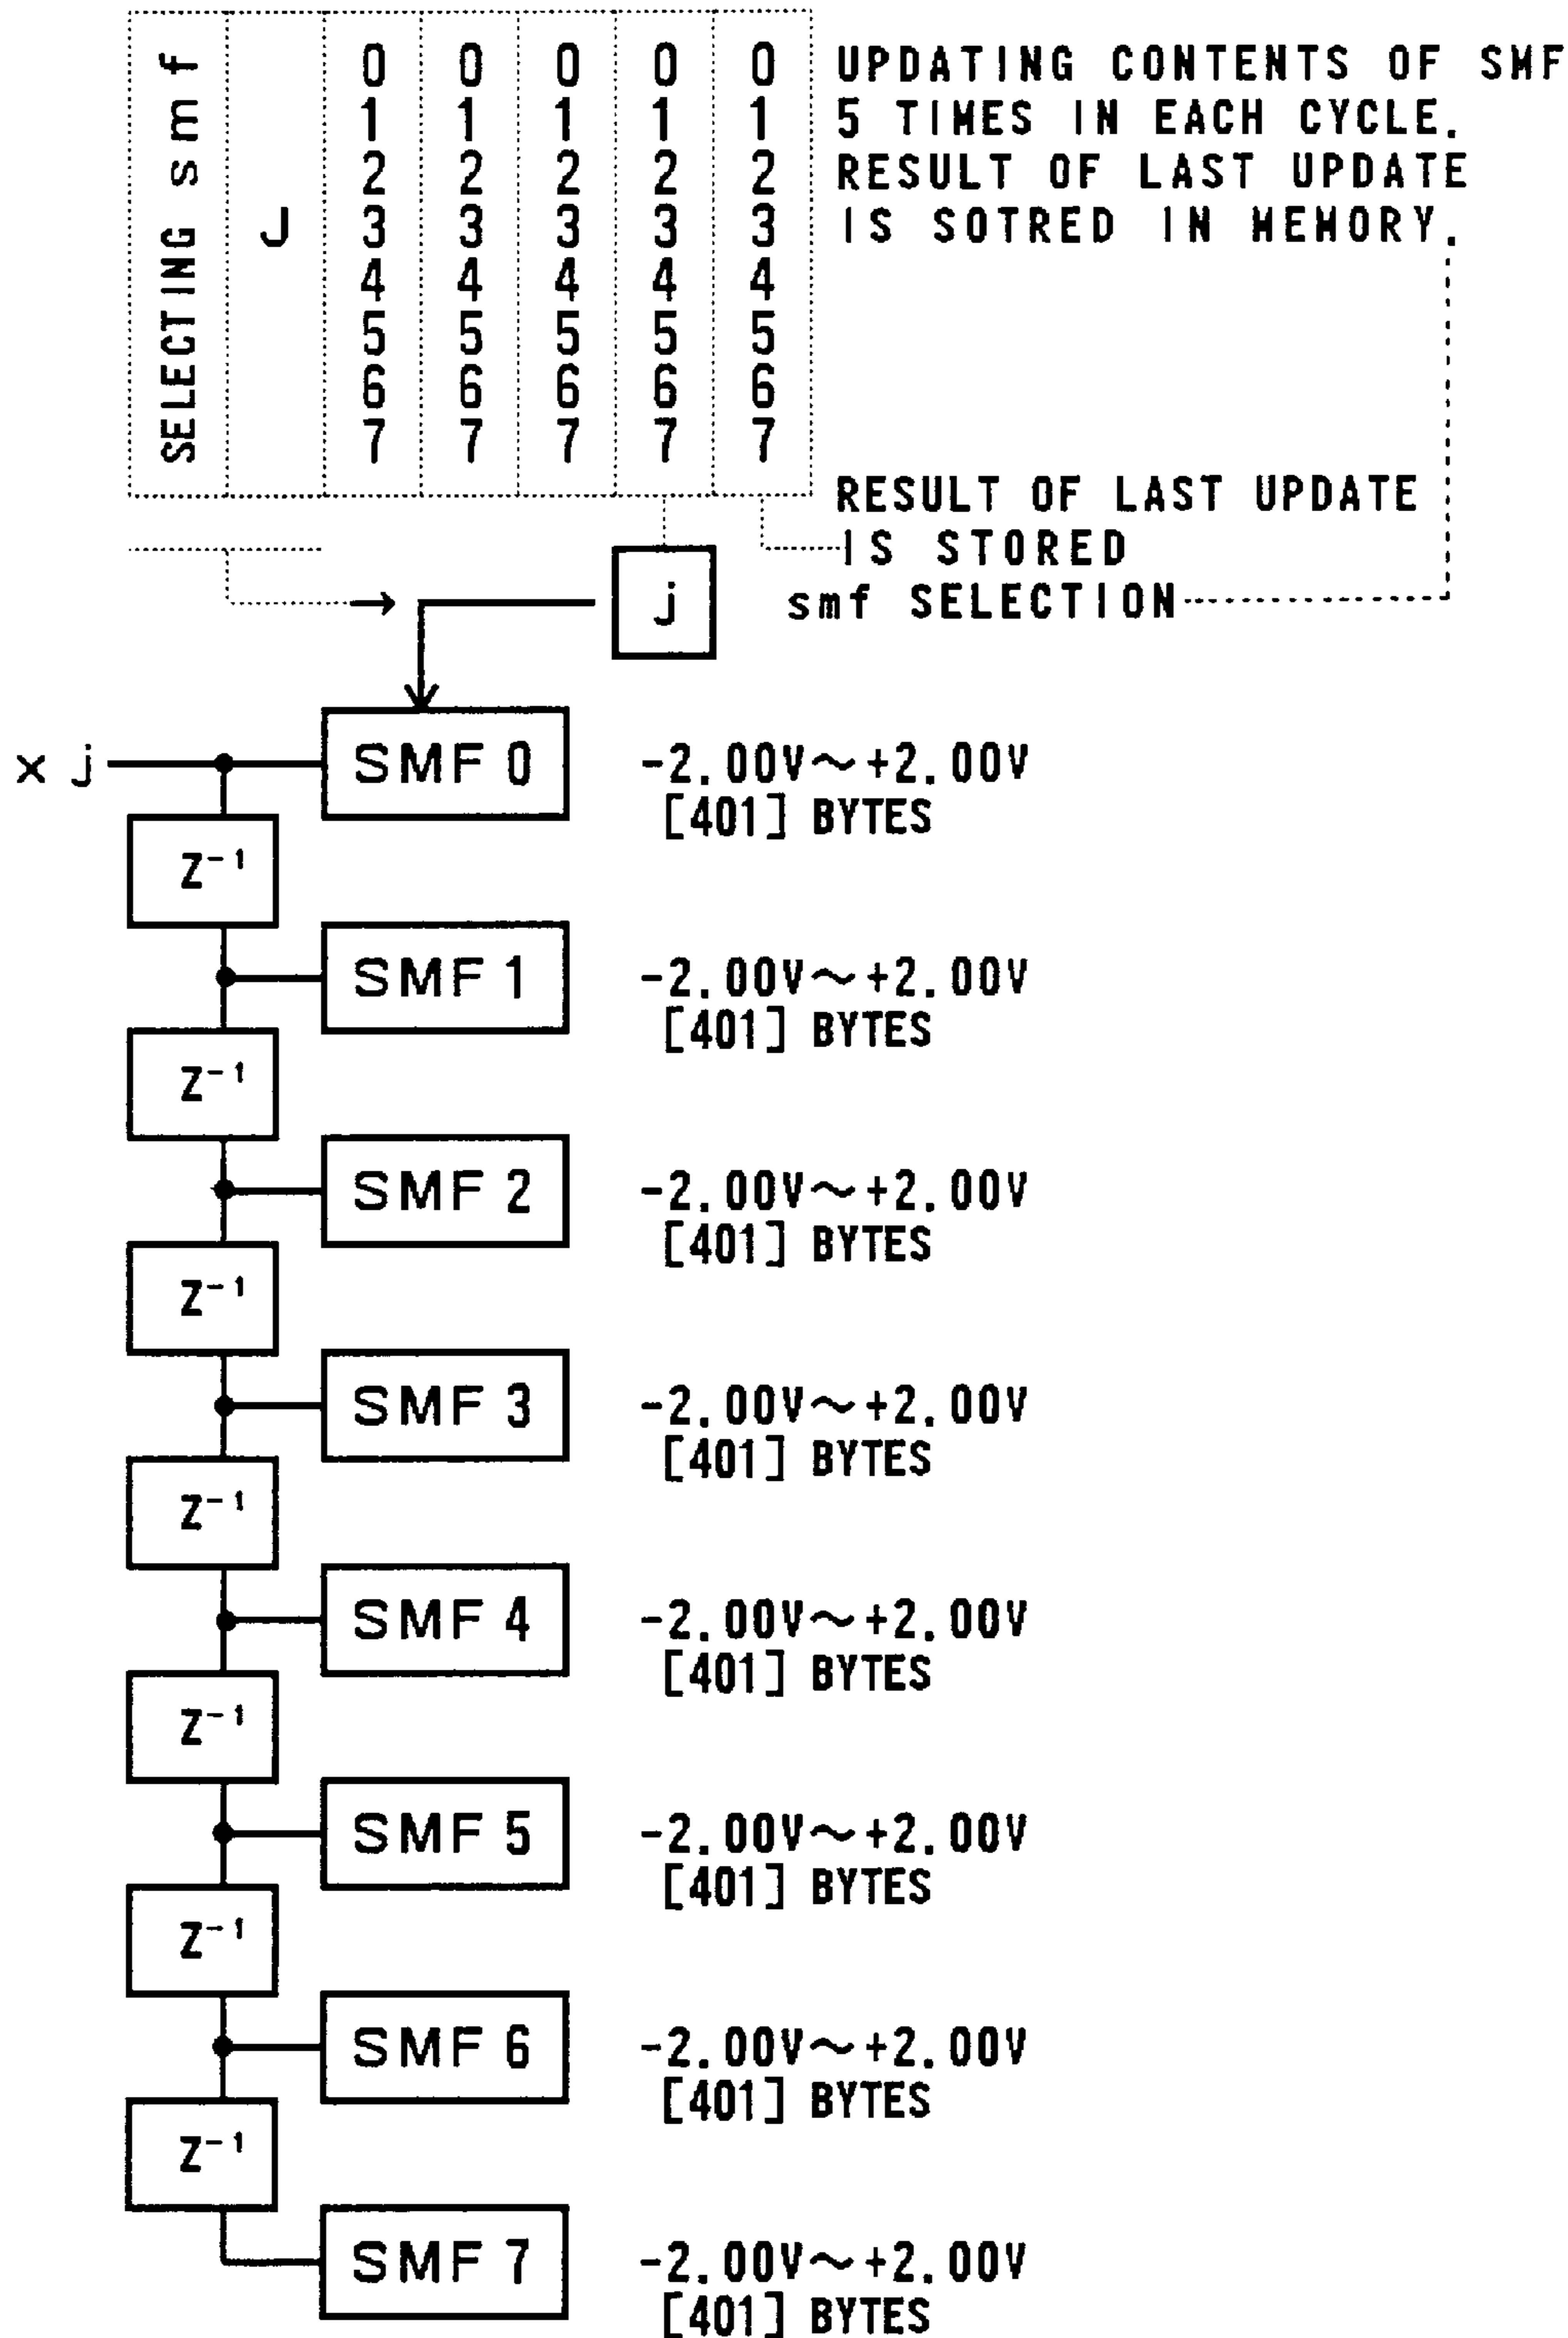 SELECTING smf
J
0 0 0 0 0
1 1 1 1 1
2 2 2 2 2
3 3 3 3 3
4 4 4 4 4
5 5 5 5 5
6 6 6 6 6
7 7 7 7 7
UPDATING CONTENTS OF SMF
5 TIMES IN EACH CYCLE.
RESULT OF LAST UPDATE
IS SOTRED IN MEMORY.
RESULT OF LAST UPDATE
IS STORED
j
smf SELECTION
x j
SMF 0
-2.00V～+2.00V
[401] BYTES
Z⁻¹
SMF 1
-2.00V～+2.00V
[401] BYTES
Z⁻¹
SMF 2
-2.00V～+2.00V
[401] BYTES
Z⁻¹
SMF 3
-2.00V～+2.00V
[401] BYTES
Z⁻¹
SMF 4
-2.00V～+2.00V
[401] BYTES
Z⁻¹
SMF 5
-2.00V～+2.00V
[401] BYTES
Z⁻¹
SMF 6
-2.00V～+2.00V
[401] BYTES
Z⁻¹
SMF 7
-2.00V～+2.00V
[401] BYTES